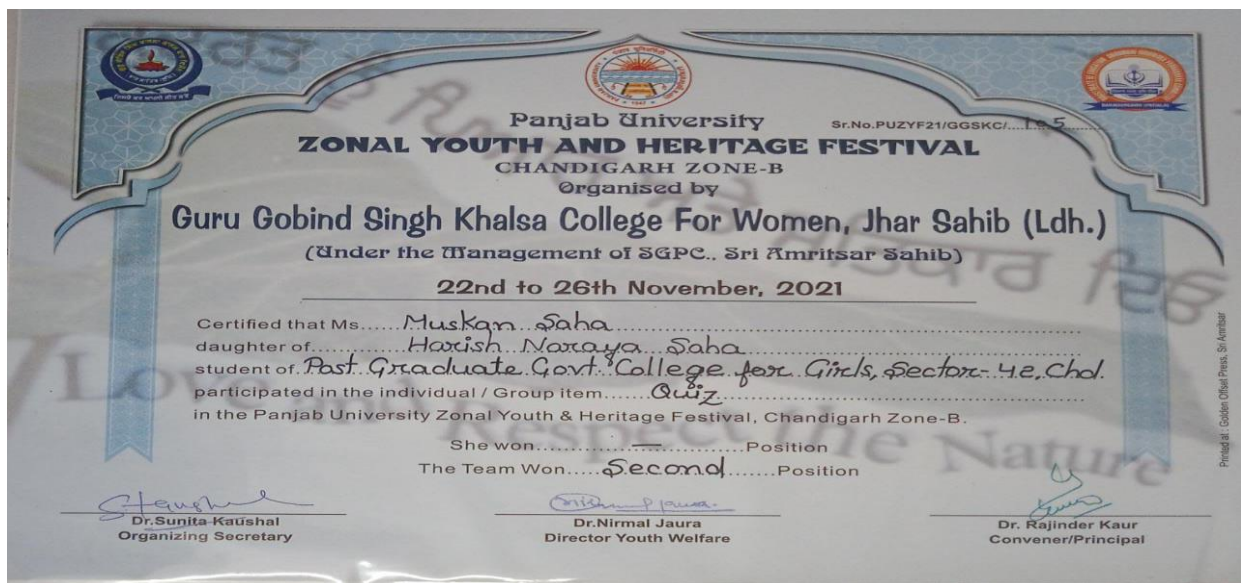 Panjab University
Sr.No.PUZYF21/GGSKC/....105
ZONAL YOUTH AND HERITAGE FESTIVAL
CHANDIGARH ZONE-B
Organised by
Guru Gobind Singh Khalsa College For Women, Jhar Sahib (Ldh.)
(Under the Management of SGPC., Sri Amritsar Sahib)
22nd to 26th November, 2021
Certified that Ms.....Muskan Saha
daughter of.....Harish Naraya Saha
student of.Post Graduate Govt College for Girls, Sector-42, Chd.
participated in the individual / Group item......Quiz
in the Panjab University Zonal Youth & Heritage Festival, Chandigarh Zone-B.
She won......—......Position
The Team Won.....Second.......Position
Love and Respect The Nature
Dr.Sunita Kaushal
Organizing Secretary
Dr.Nirmal Jaura
Director Youth Welfare
Dr. Rajinder Kaur
Convener/Principal
Printed at : Golden Offset Press, Sri Amritsar